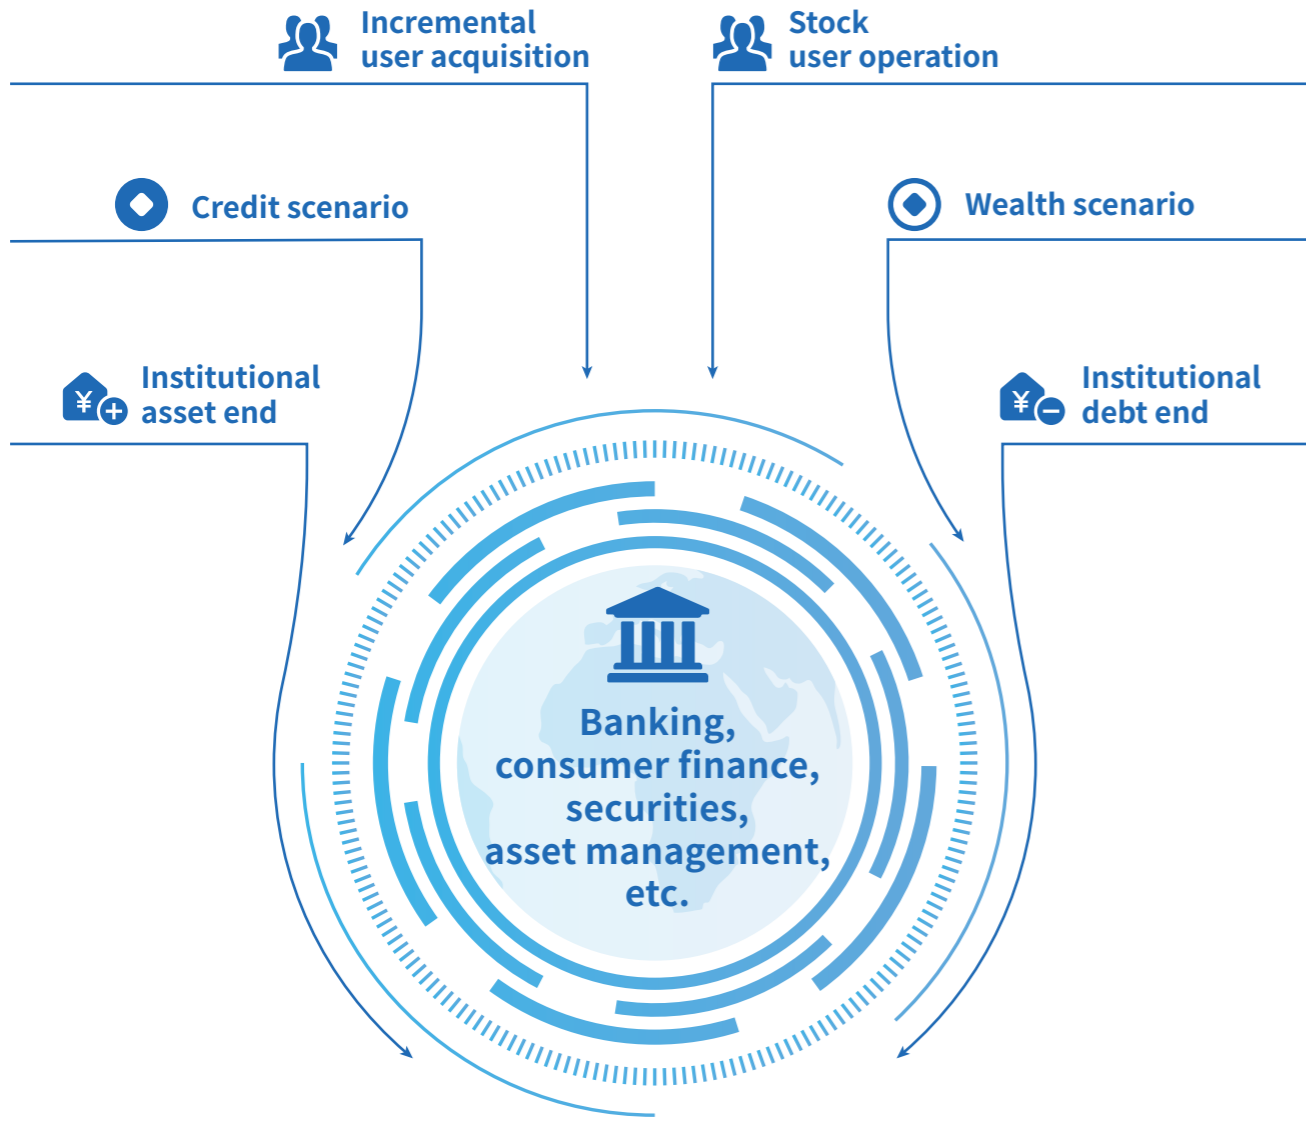 Incremental
user acquisition
Stock
user operation
Credit scenario
Wealth scenario
¥
Institutional
asset end
¥
Institutional
debt end
Banking,
consumer finance,
securities,
asset management,
etc.